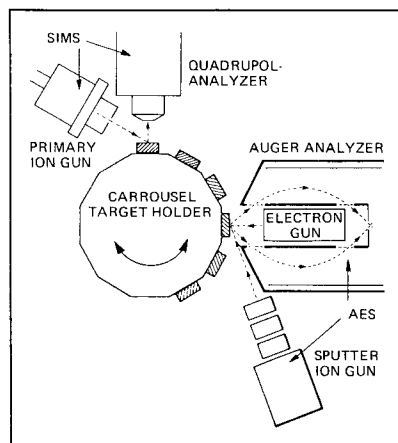 SIMS
QUADRUPOL-
ANALYZER
PRIMARY
ION GUN
AUGER ANALYZER
CARROUSEL
TARGET HOLDER
ELECTRON
GUN
AES
SPUTTER
ION GUN